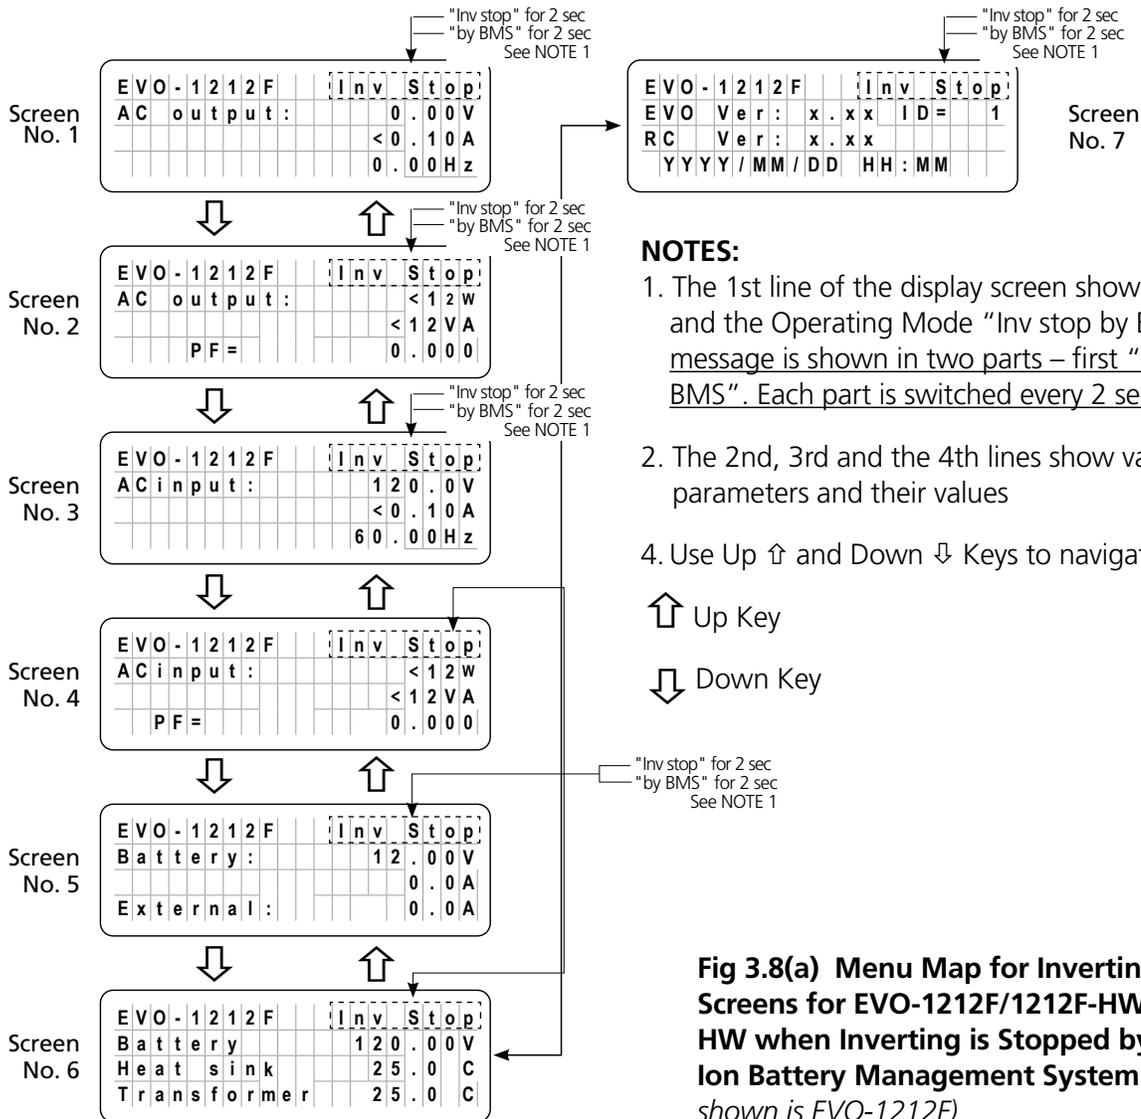 "Inv stop" for 2 sec
"by BMS" for 2 sec
See NOTE 1
Screen
No. 1
EVO-1212F Inv Stop
AC output: 0.00V
<0.10A
0.00Hz
"Inv stop" for 2 sec
"by BMS" for 2 sec
See NOTE 1
Screen
No. 2
EVO-1212F Inv Stop
AC output: <12W
<12VA
PF= 0.000
"Inv stop" for 2 sec
"by BMS" for 2 sec
See NOTE 1
Screen
No. 3
EVO-1212F Inv Stop
ACinput: 120.0V
<0.10A
60.00Hz
Screen
No. 4
EVO-1212F Inv Stop
ACinput: <12W
<12VA
PF= 0.000
"Inv stop" for 2 sec
"by BMS" for 2 sec
See NOTE 1
Screen
No. 5
EVO-1212F Inv Stop
Battery: 12.00V
0.0A
External: 0.0A
Screen
No. 6
EVO-1212F Inv Stop
Battery 120.00V
Heat sink 25.0 C
Transformer 25.0 C
"Inv stop" for 2 sec
"by BMS" for 2 sec
See NOTE 1
EVO-1212F Inv Stop
EVO Ver: x.xx ID= 1
RC Ver: x.xx
YYYY/MM/DD HH:MM
Screen
No. 7
NOTES:
1. The 1st line of the display screen show
and the Operating Mode “Inv stop by
message is shown in two parts – first “
BMS”. Each part is switched every 2 se
2. The 2nd, 3rd and the 4th lines show va
parameters and their values
4. Use Up ⇧ and Down ⇩ Keys to naviga
⇧ Up Key
⇩ Down Key
Fig 3.8(a) Menu Map for Invertin
Screens for EVO-1212F/1212F-HW
HW when Inverting is Stopped by
Ion Battery Management System
shown is EVO-1212F)